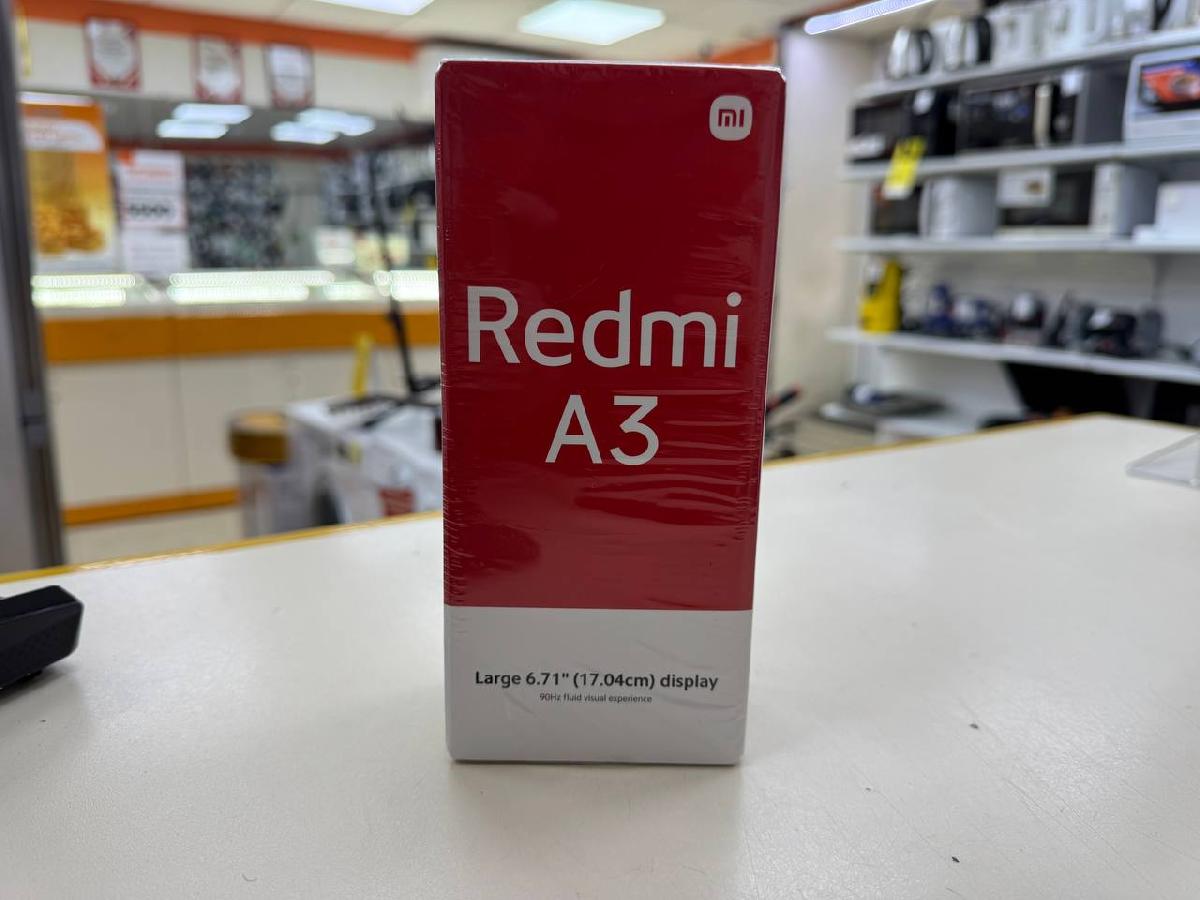 mi
Redmi
A3
Large 6.71" (17.04cm) display
90Hz fluid visual experience